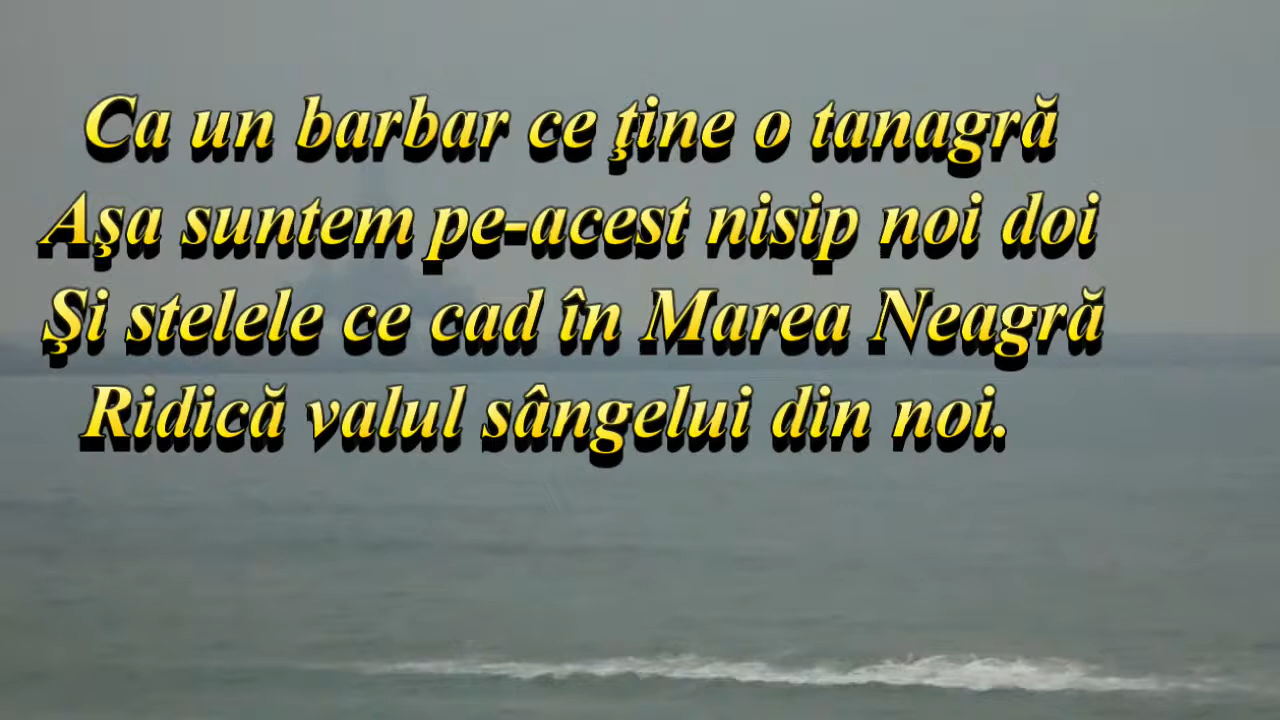 Ca un barbar ce ţine o tanagră
Aşa suntem pe-acest nisip noi doi
Şi stelele ce cad în Marea Neagră
Ridică valul sângelui din noi.